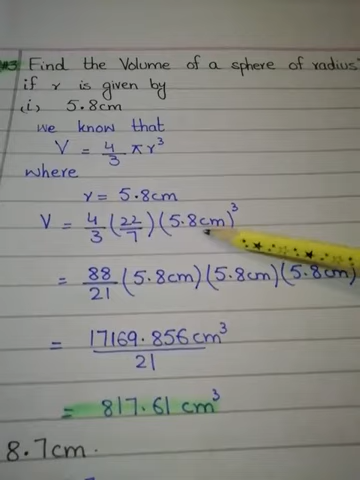 #3 Find the Volume of a sphere of radius r
if r is given by
(i) 5.8cm
we know that
V = 4/3 πr³
where
r = 5.8cm
V = 4/3 (22/7) (5.8cm)³
= 88/21 (5.8cm) (5.8cm) (5.8cm)
= 17169.856cm³/21
= 817.61 cm³
8.7cm.